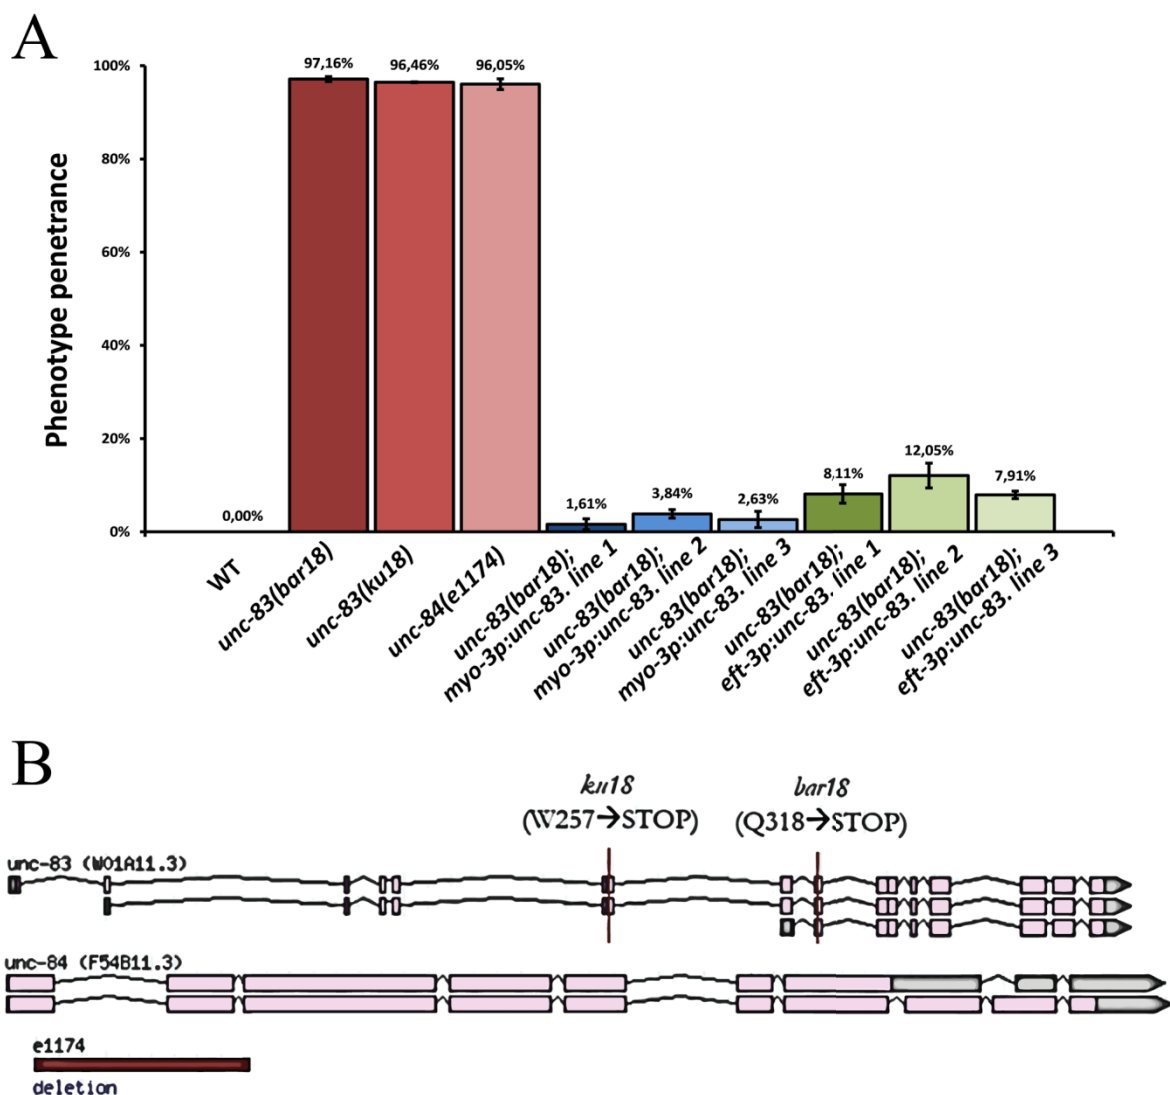 A
Phenotype penetrance
100%
80%
60%
40%
20%
0%
0,00%
97,16%
96,46%
96,05%
1,61%
3,84%
2,63%
8,11%
12,05%
7,91%
WT
unc-83(bar18)
unc-83(ku18)
unc-84(e1174)
unc-83(bar18);
myo-3p:unc-83. line 1
unc-83(bar18);
myo-3p:unc-83. line 2
unc-83(bar18);
myo-3p:unc-83. line 3
unc-83(bar18);
eft-3p:unc-83. line 1
unc-83(bar18);
eft-3p:unc-83. line 2
unc-83(bar18);
eft-3p:unc-83. line 3
B
ku18
(W257→STOP)
bar18
(Q318→STOP)
unc-83 (W01A11.3)
unc-84 (F54B11.3)
e1174
deletion